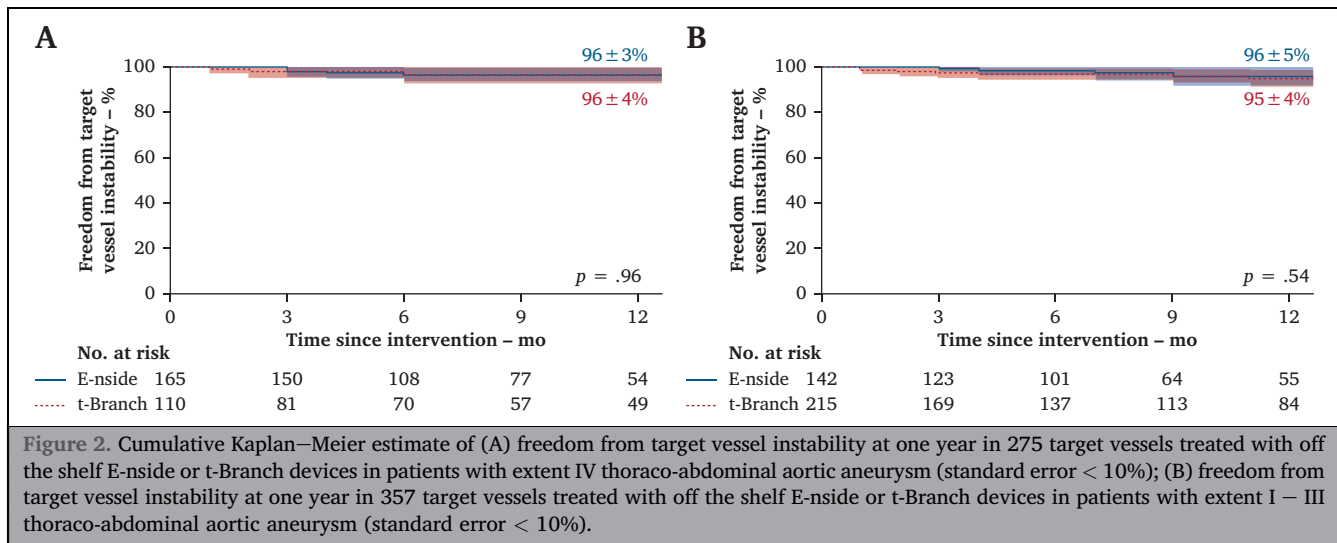 A
96 ± 3%
Freedom from target
vessel instability – %
100
80
60
40
20
0
96 ± 4%
p = .96
0 3 6 9 12
Time since intervention – mo
No. at risk
E-nside 165 150 108 77 54
t-Branch 110 81 70 57 49
B
96 ± 5%
Freedom from target
vessel instability – %
100
80
60
40
20
0
95 ± 4%
p = .54
0 3 6 9 12
Time since intervention – mo
No. at risk
E-nside 142 123 101 64 55
t-Branch 215 169 137 113 84
Figure 2. Cumulative Kaplan–Meier estimate of (A) freedom from target vessel instability at one year in 275 target vessels treated with off
the shelf E-nside or t-Branch devices in patients with extent IV thoraco-abdominal aortic aneurysm (standard error < 10%); (B) freedom from
target vessel instability at one year in 357 target vessels treated with off the shelf E-nside or t-Branch devices in patients with extent I – III
thoraco-abdominal aortic aneurysm (standard error < 10%).